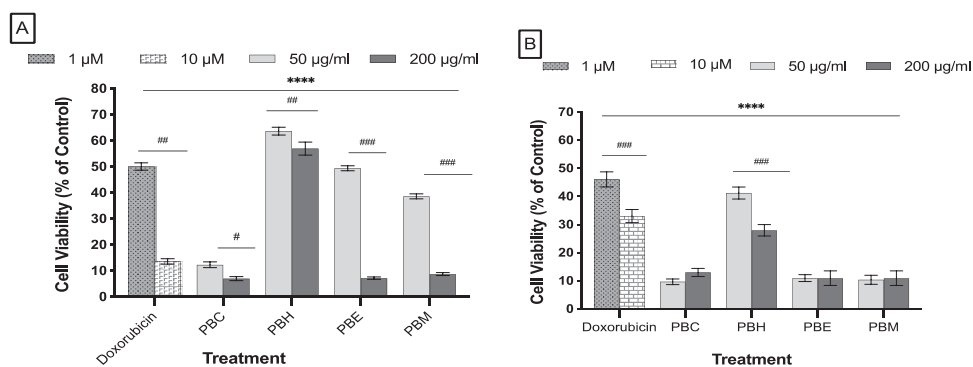 A
1 µM 10 µM 50 µg/ml 200 µg/ml
****
## # ## ### ###
Cell Viability (% of Control)
80
70
60
50
40
30
20
10
0
Doxorubicin PBC PBH PBE PBM
Treatment
B
1 µM 10 µM 50 µg/ml 200 µg/ml
****
### ###
Cell Viability (% of Control)
70
60
50
40
30
20
10
0
Doxorubicin PBC PBH PBE PBM
Treatment